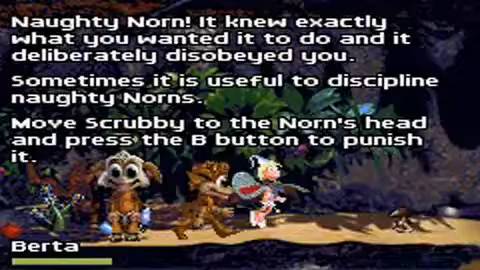 Naughty Norn! It knew exactly
what you wanted it to do and it
deliberately disobeyed you.
Sometimes it is useful to discipline
naughty Norns.
Move Scrubby to the Norn's head
and press the B button to punish
it.
Berta